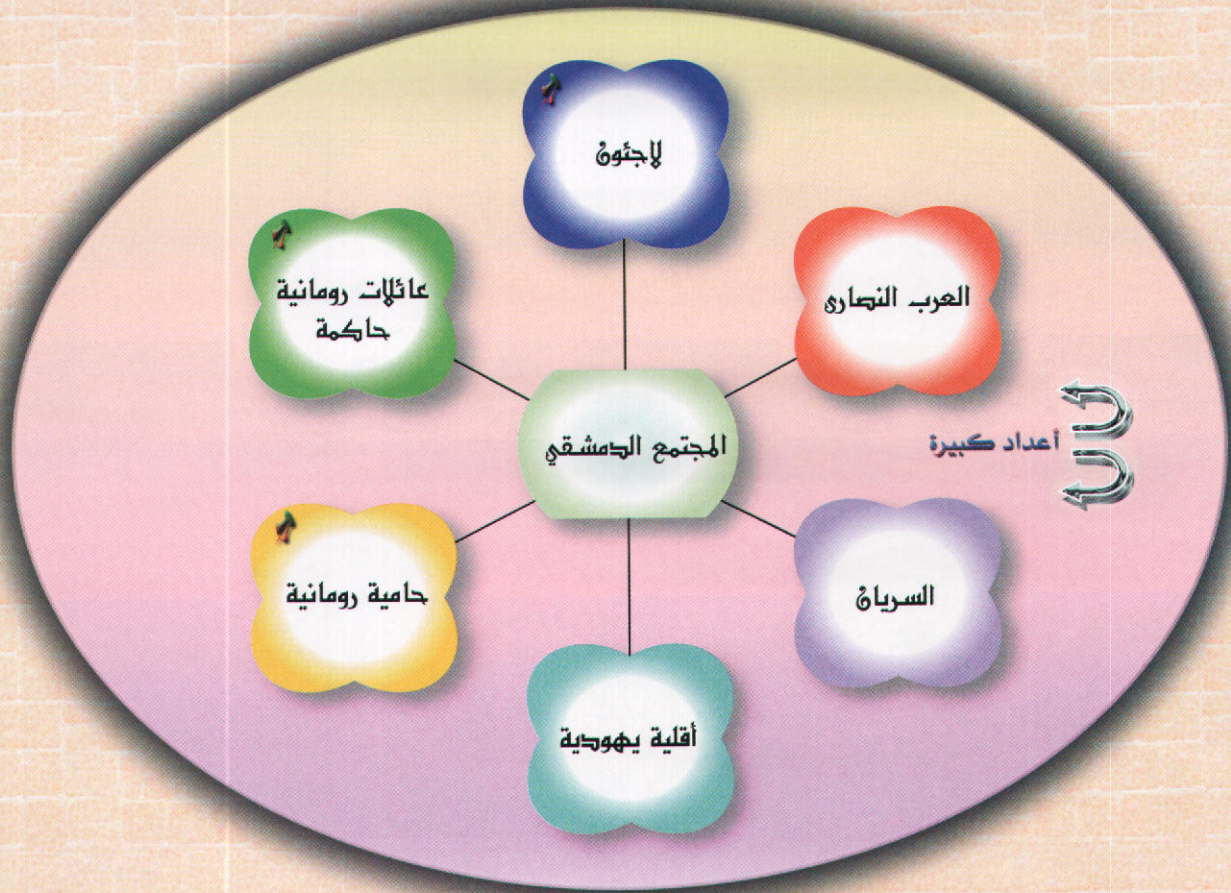 لاجئون
العرب النصارى
عائلات رومانية
حاكمة
أعداد كبيرة
المجتمع الدمشقي
السريان
حامية رومانية
أقلية يهودية